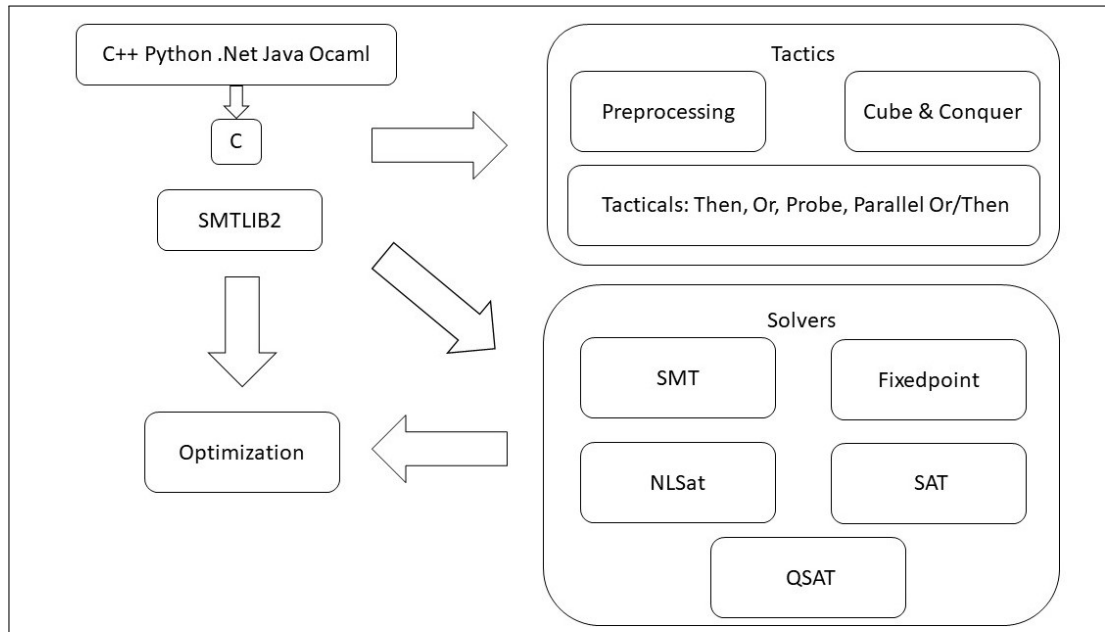 C++ Python .Net Java Ocaml
C
SMTLIB2
Optimization
Tactics
Preprocessing
Cube & Conquer
Tacticals: Then, Or, Probe, Parallel Or/Then
Solvers
SMT
Fixedpoint
NLSat
SAT
QSAT